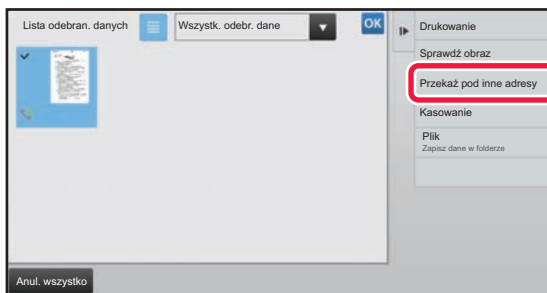 Lista odebran. danych
Wszystk. odebr. dane
OK
Drukowanie
Sprawdź obraz
Przekaż pod inne adresy
Kasowanie
Plik
Zapisz dane w folderze
Anul. wszystko